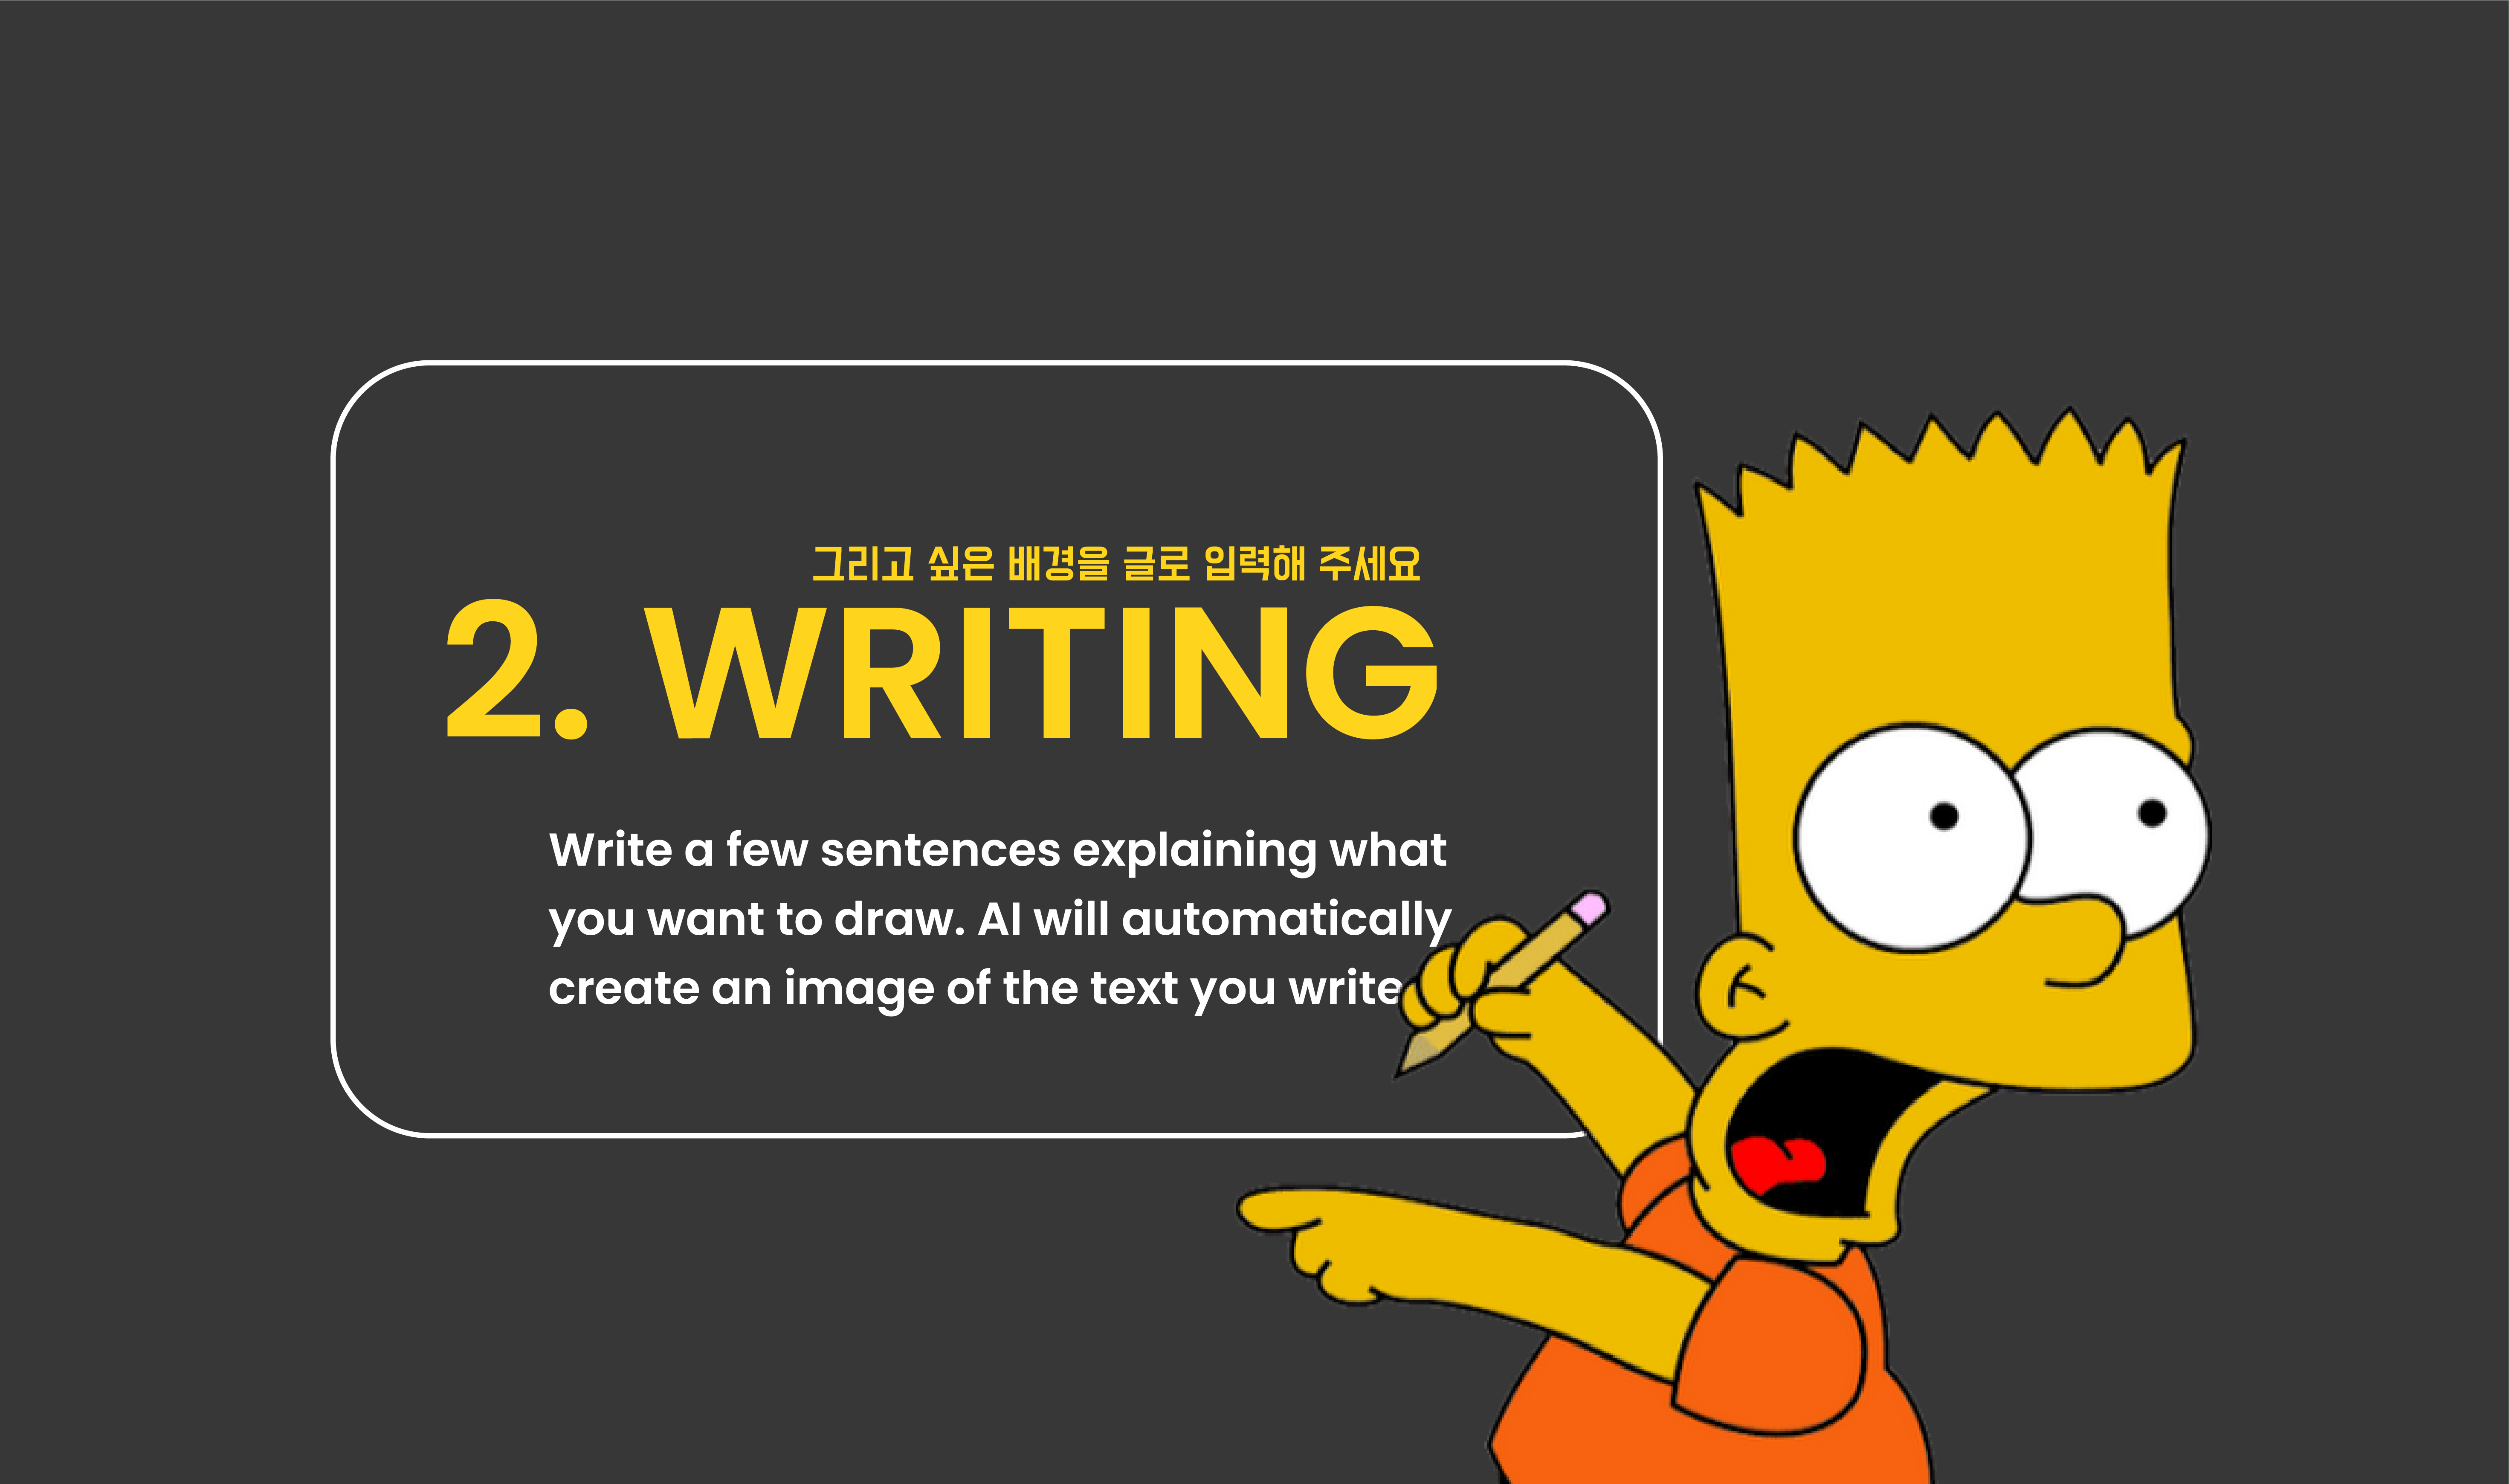 그리고 싶은 배경을 글로 입력해 주세요
2. WRITING
Write a few sentences explaining what
you want to draw. AI will automatically
create an image of the text you write